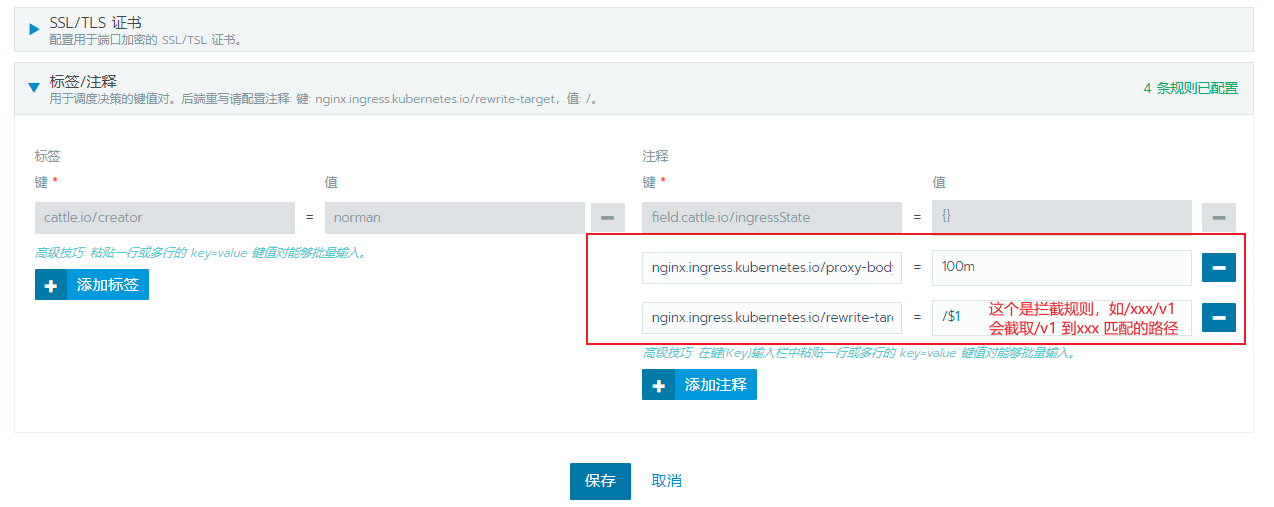 SSL/TLS 证书
配置用于端口加密的 SSL/TSL 证书。
标签/注释
用于调度决策的键值对。后端重写请配置注释: 键: nginx.ingress.kubernetes.io/rewrite-target，值: /。
4 条规则已配置
标签
键 *
值
cattle.io/creator = norman
高级技巧: 粘贴一行或多行的 key=value 键值对能够批量输入。
添加标签
注释
键 *
值
field.cattle.io/ingressState = {}
nginx.ingress.kubernetes.io/proxy-body = 100m
nginx.ingress.kubernetes.io/rewrite-tar = /$1
这个是拦截规则，如/xxx/v1
会截取/v1 到xxx 匹配的路径
高级技巧: 在键(Key)输入栏中粘贴一行或多行的 key=value 键值对能够批量输入。
添加注释
保存
取消